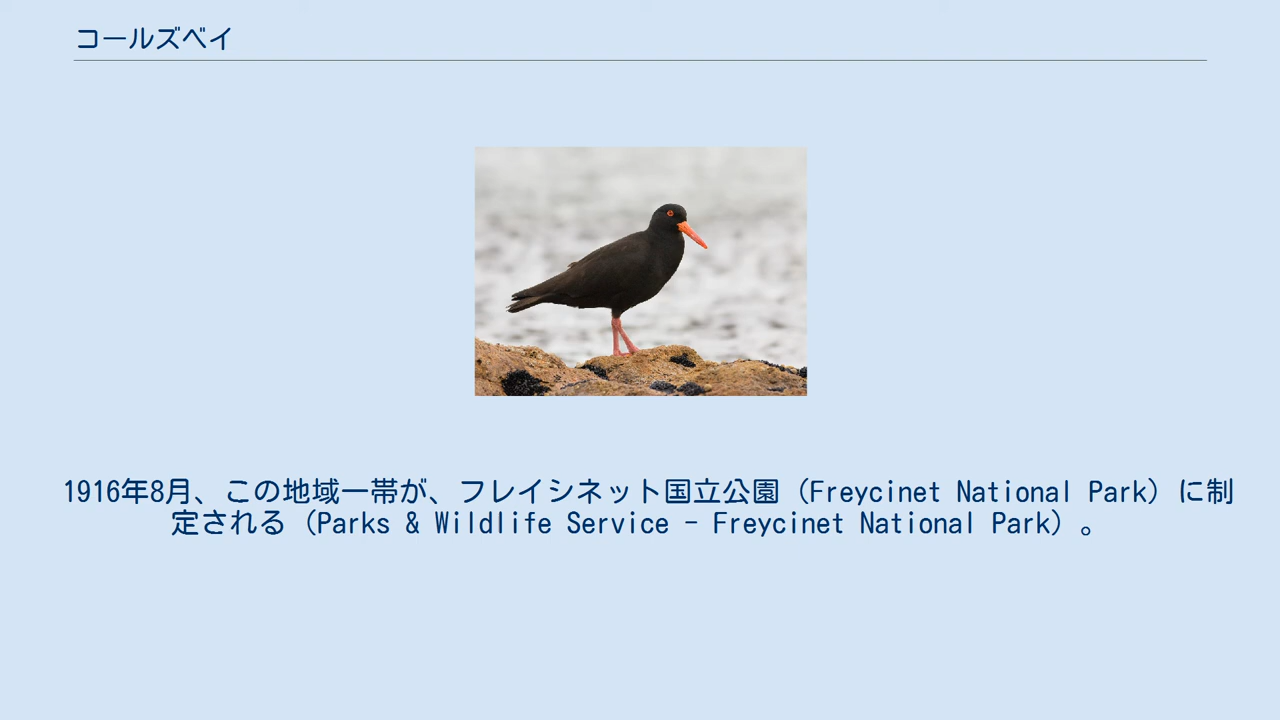 コールズベイ
1916年8月、この地域一帯が、フレイシネット国立公園（Freycinet National Park）に制
定される（Parks & Wildlife Service - Freycinet National Park）。